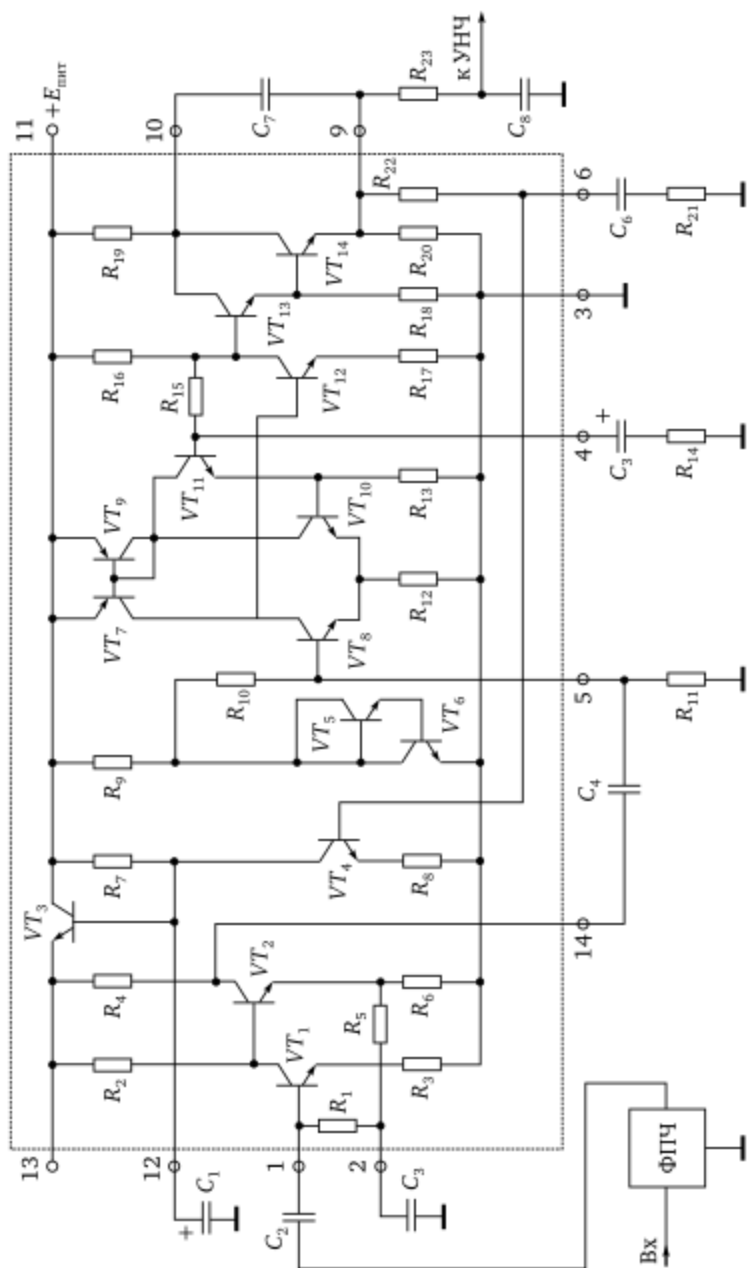 13
+
12
C₁
C₂
1
2
C₃
Вх
ФПЧ
R₂
R₄
VT₃
R₇
R₉
VT₁
VT₂
R₁
R₅
R₃
R₆
14
VT₄
R₈
C₄
R₁₀
VT₅
VT₆
5
R₁₁
VT₇
VT₉
VT₈
VT₁₀
R₁₂
VT₁₁
R₁₃
R₁₅
R₁₆
4
+
C₃
R₁₄
VT₁₂
R₁₇
VT₁₃
R₁₈
3
R₁₉
VT₁₄
R₂₀
R₂₂
6
C₆
R₂₁
11
+Eпит
10
C₇
9
R₂₃
к УНЧ
C₈